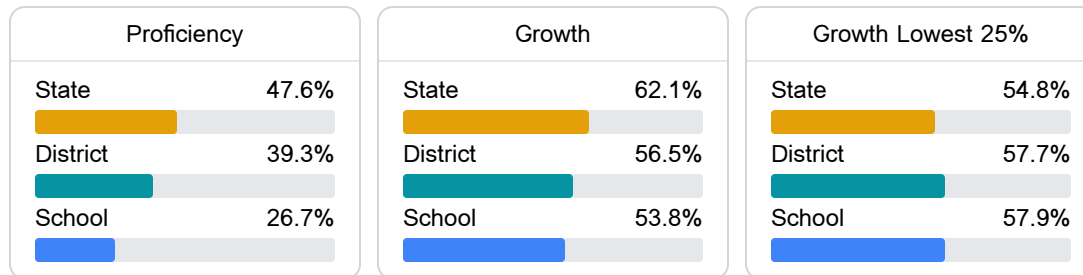 Proficiency
State 47.6%
District 39.3%
School 26.7%
Growth
State 62.1%
District 56.5%
School 53.8%
Growth Lowest 25%
State 54.8%
District 57.7%
School 57.9%